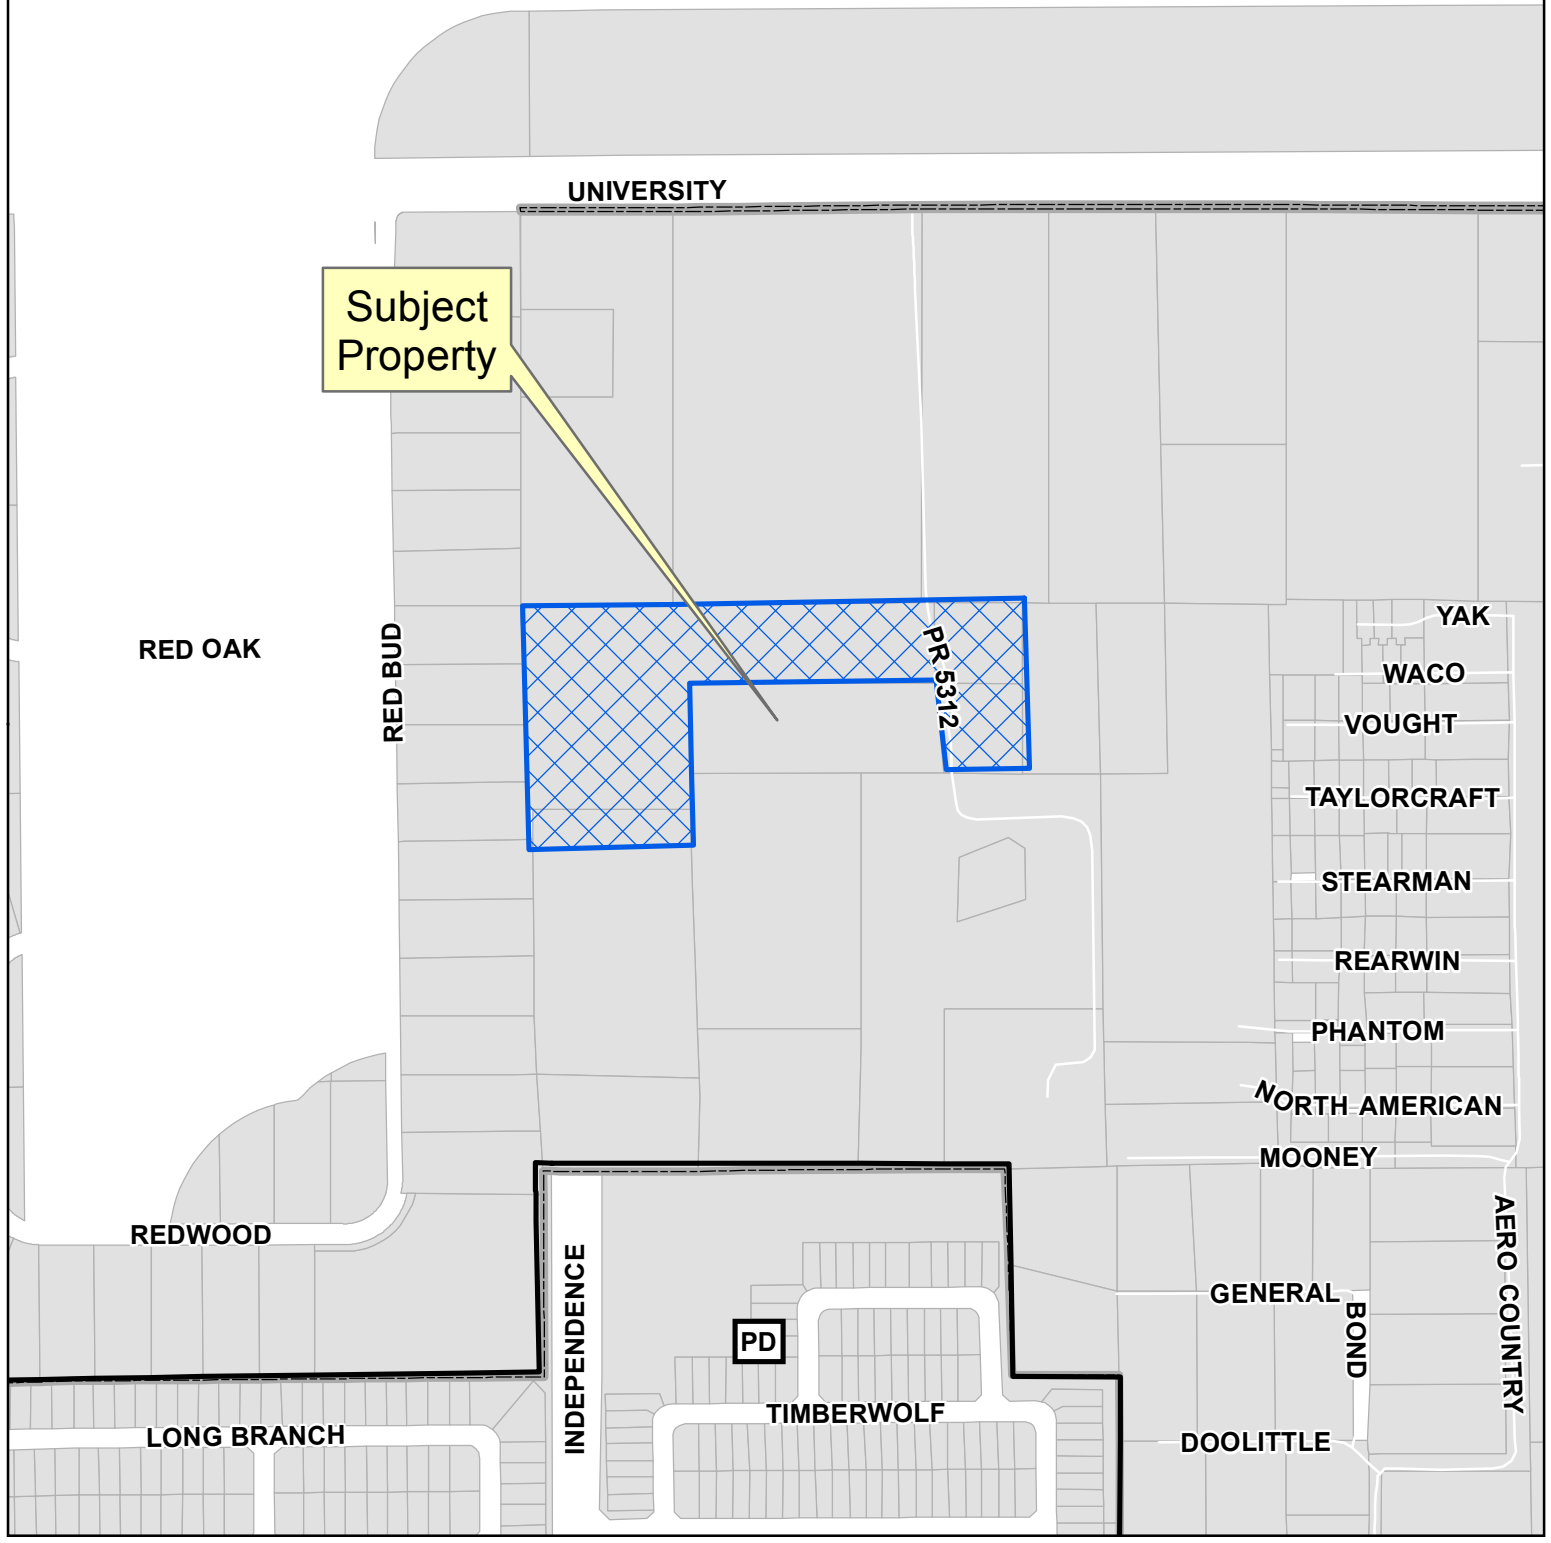 UNIVERSITY
Subject
Property
RED OAK
RED BUD
PR 5312
YAK
WACO
VOUGHT
TAYLORCRAFT
STEARMAN
REARWIN
PHANTOM
NORTH AMERICAN
MOONEY
REDWOOD
AERO COUNTRY
INDEPENDENCE
GENERAL
BOND
PD
TIMBERWOLF
LONG BRANCH
DOOLITTLE